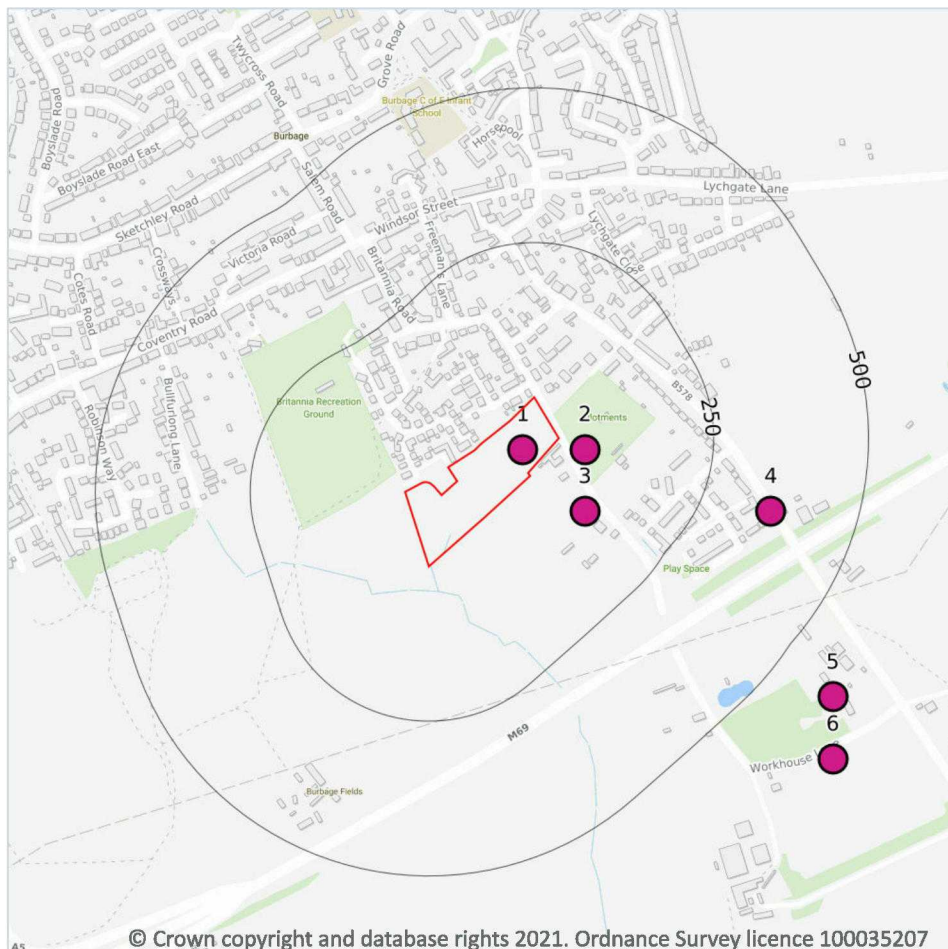 Boyslade Road
Twycross Road
Grove Road
Burbage C of E Infant
School
Horsepool
Burbage
Boyslade Road East
Salem Road
Lychgate Lane
Sketchley Road
Windsor Street
Lychgate Close
Victoria Road
Freeman's Lane
Crossways
Britannia Road
Cotes Road
Coventry Road
500
Bullfurlong Lane
B578
250
Britannia Recreation
Ground
Robinson Way
1
2
3
4
Play Space
5
M69
6
Burbage Fields
A5
© Crown copyright and database rights 2021. Ordnance Survey licence 100035207